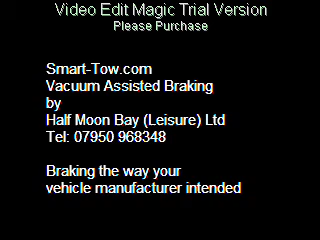 Video Edit Magic Trial Version
Please Purchase
Smart-Tow.com
Vacuum Assisted Braking
by
Half Moon Bay (Leisure) Ltd
Tel: 07950 968348
Braking the way your
vehicle manufacturer intended